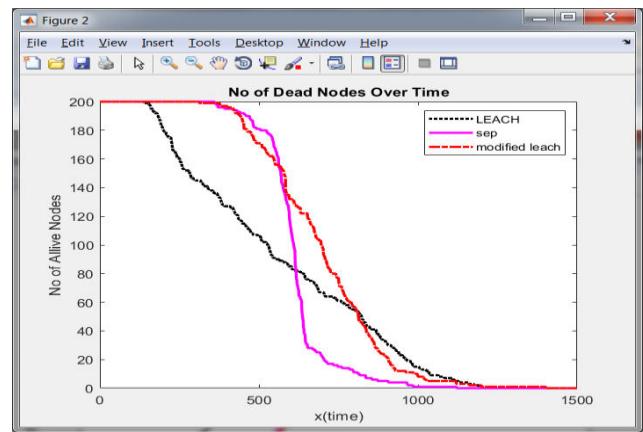 Figure 2
File Edit View Insert Tools Desktop Window Help
No of Dead Nodes Over Time
200
180
160
140
120
100
80
60
40
20
0
No of Allive Nodes
LEACH
sep
modified leach
0 500 1000 1500
x(time)